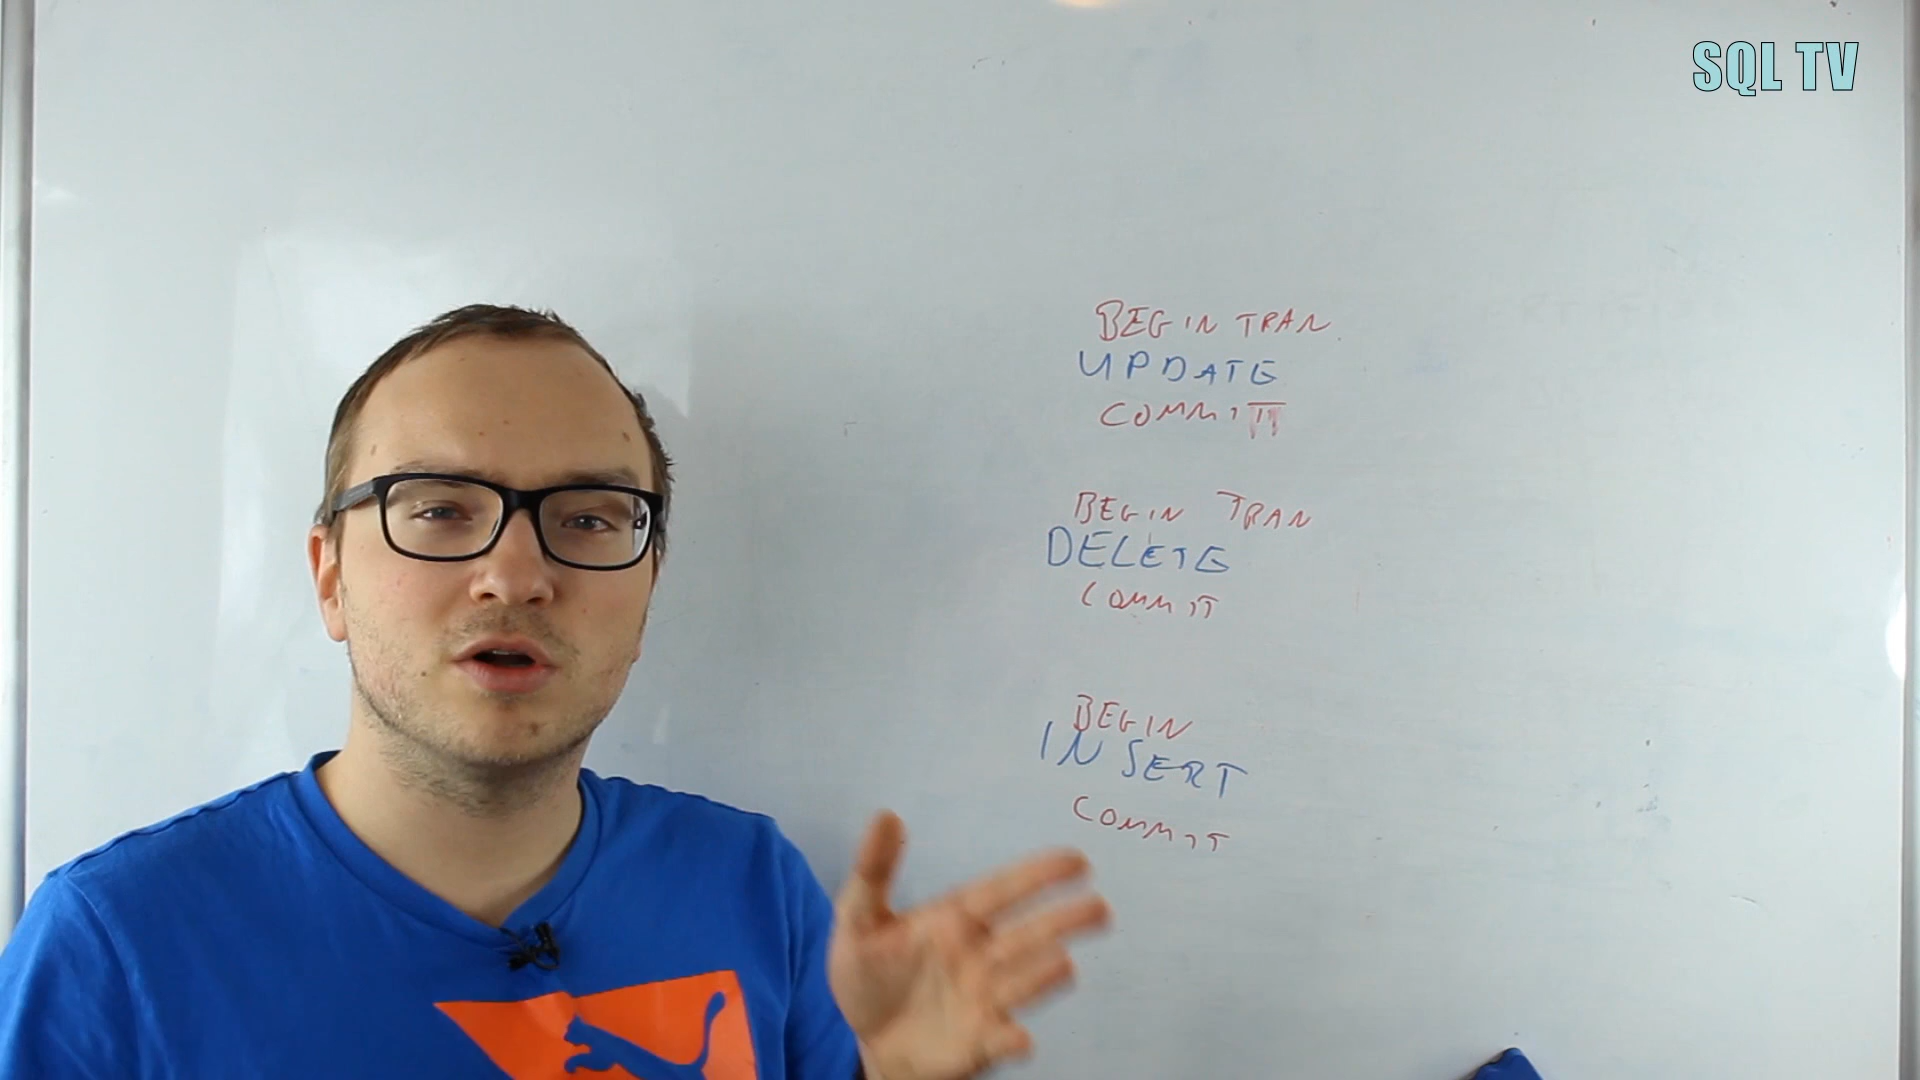 SQL TV
BEGIN TRAN
UPDATE
COMMIT
BEGIN TRAN
DELETE
COMMIT
BEGIN
INSERT
COMMIT